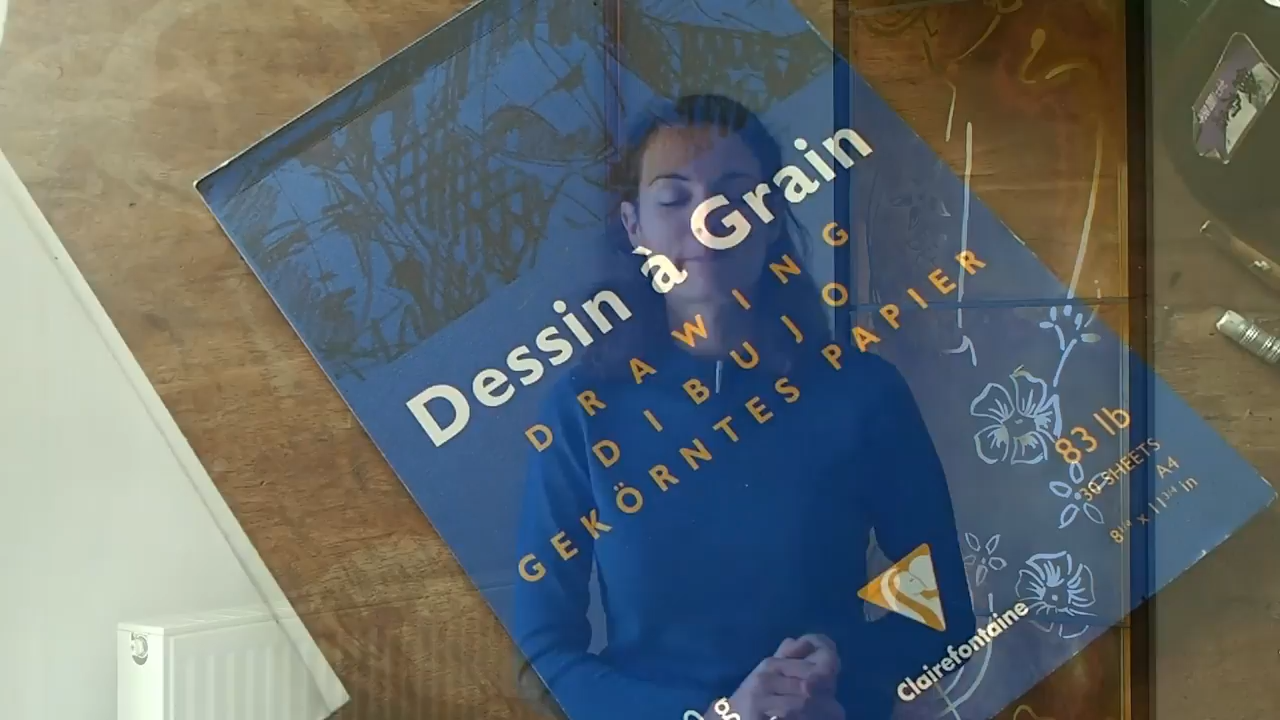 Dessin à Grain
DRAWING
DIBUJO
GEKÖRNTES PAPIER
83 lb
30 SHEETS
A4
8¹/⁴ x 11³/⁴ in
Clairefontaine